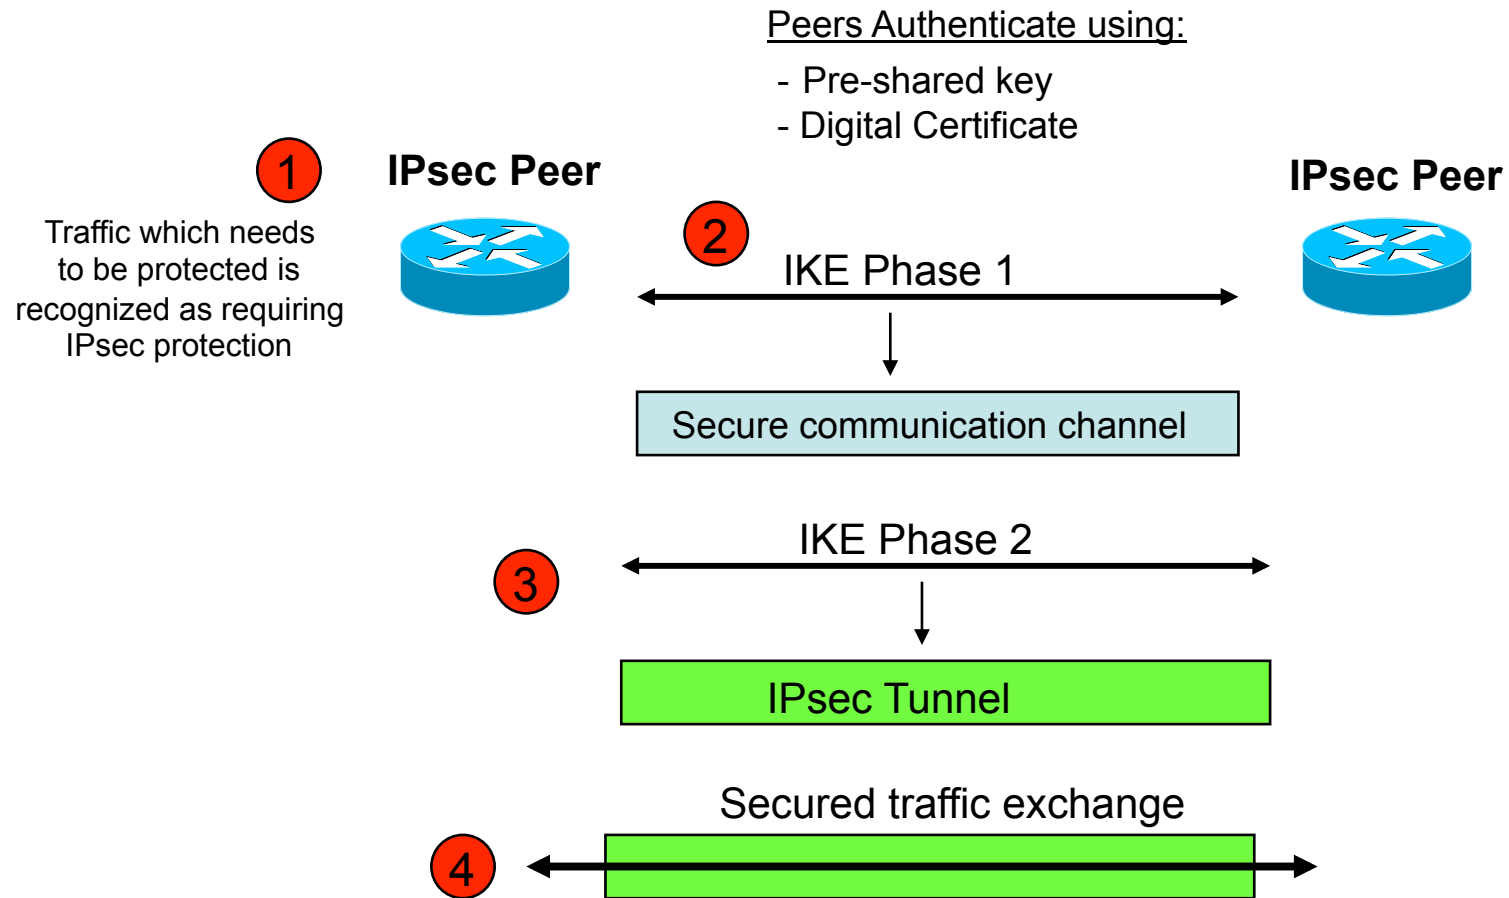 Peers Authenticate using:
- Pre-shared key
- Digital Certificate
1
IPsec Peer
IPsec Peer
Traffic which needs
to be protected is
recognized as requiring
IPsec protection
2
IKE Phase 1
Secure communication channel
IKE Phase 2
3
IPsec Tunnel
Secured traffic exchange
4